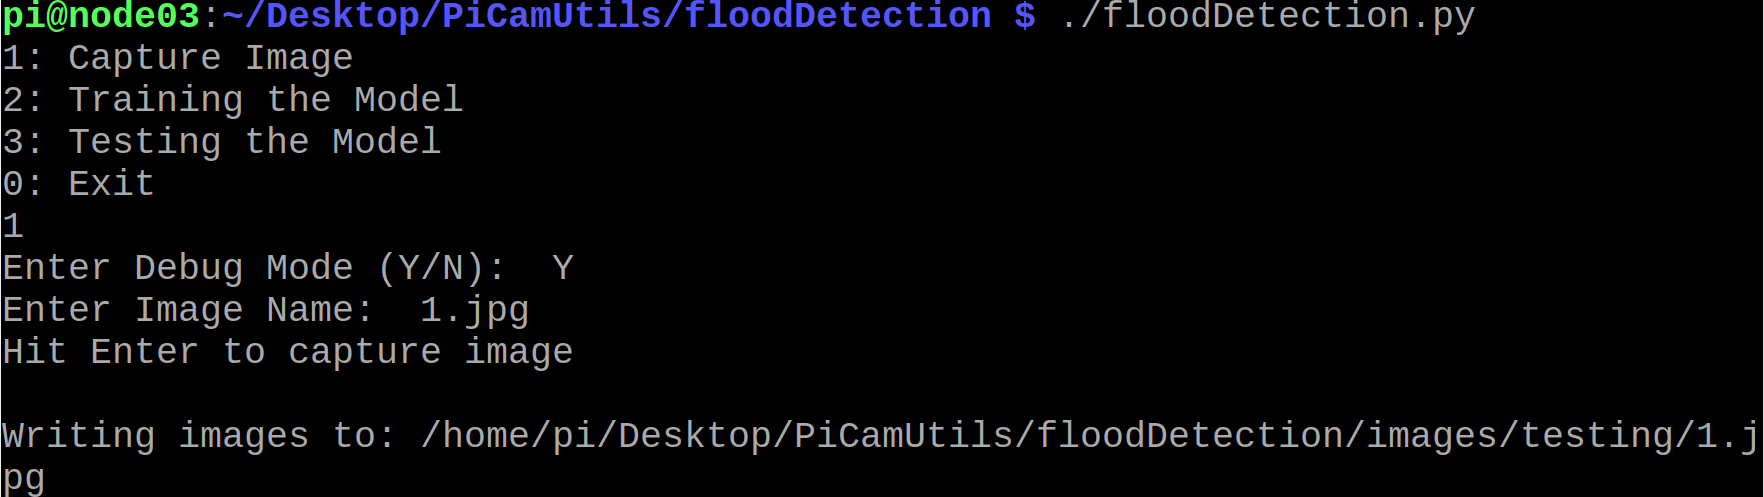 pi@node03:~/Desktop/PiCamUtils/floodDetection $ ./floodDetection.py
1: Capture Image
2: Training the Model
3: Testing the Model
0: Exit
1
Enter Debug Mode (Y/N):  Y
Enter Image Name:  1.jpg
Hit Enter to capture image
Writing images to: /home/pi/Desktop/PiCamUtils/floodDetection/images/testing/1.j
pg